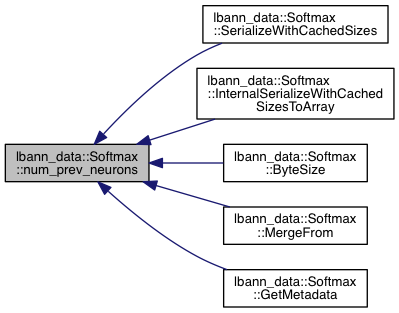 lbann_data::Softmax
::SerializeWithCachedSizes
lbann_data::Softmax
::InternalSerializeWithCached
SizesToArray
lbann_data::Softmax
::num_prev_neurons
lbann_data::Softmax
::ByteSize
lbann_data::Softmax
::MergeFrom
lbann_data::Softmax
::GetMetadata